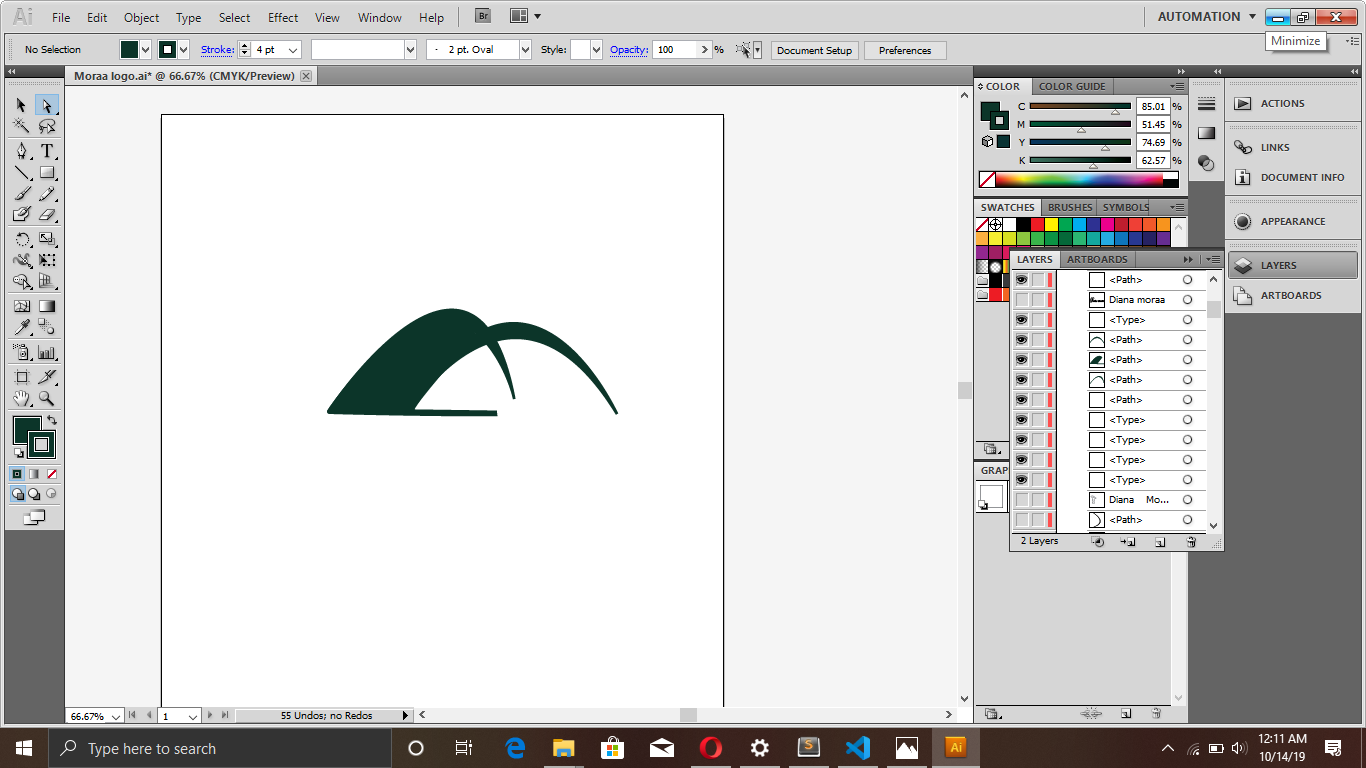 Ai File Edit Object Type Select Effect View Window Help Br AUTOMATION
Minimize
No Selection Stroke: 4 pt 2 pt. Oval Style: Opacity: 100 % Document Setup Preferences
Moraa logo.ai* @ 66.67% (CMYK/Preview)
COLOR COLOR GUIDE
C 85.01 %
M 51.45 %
Y 74.69 %
K 62.57 %
SWATCHES BRUSHES SYMBOLS
ACTIONS
LINKS
DOCUMENT INFO
APPEARANCE
LAYERS
ARTBOARDS
LAYERS ARTBOARDS
<Path>
Diana moraa
<Type>
<Path>
<Path>
<Path>
<Path>
<Type>
<Type>
<Type>
<Type>
Diana Mo...
<Path>
2 Layers
GRAP
T
66.67% 1 55 Undos; no Redos
Type here to search
S
Ai
12:11 AM
10/14/19